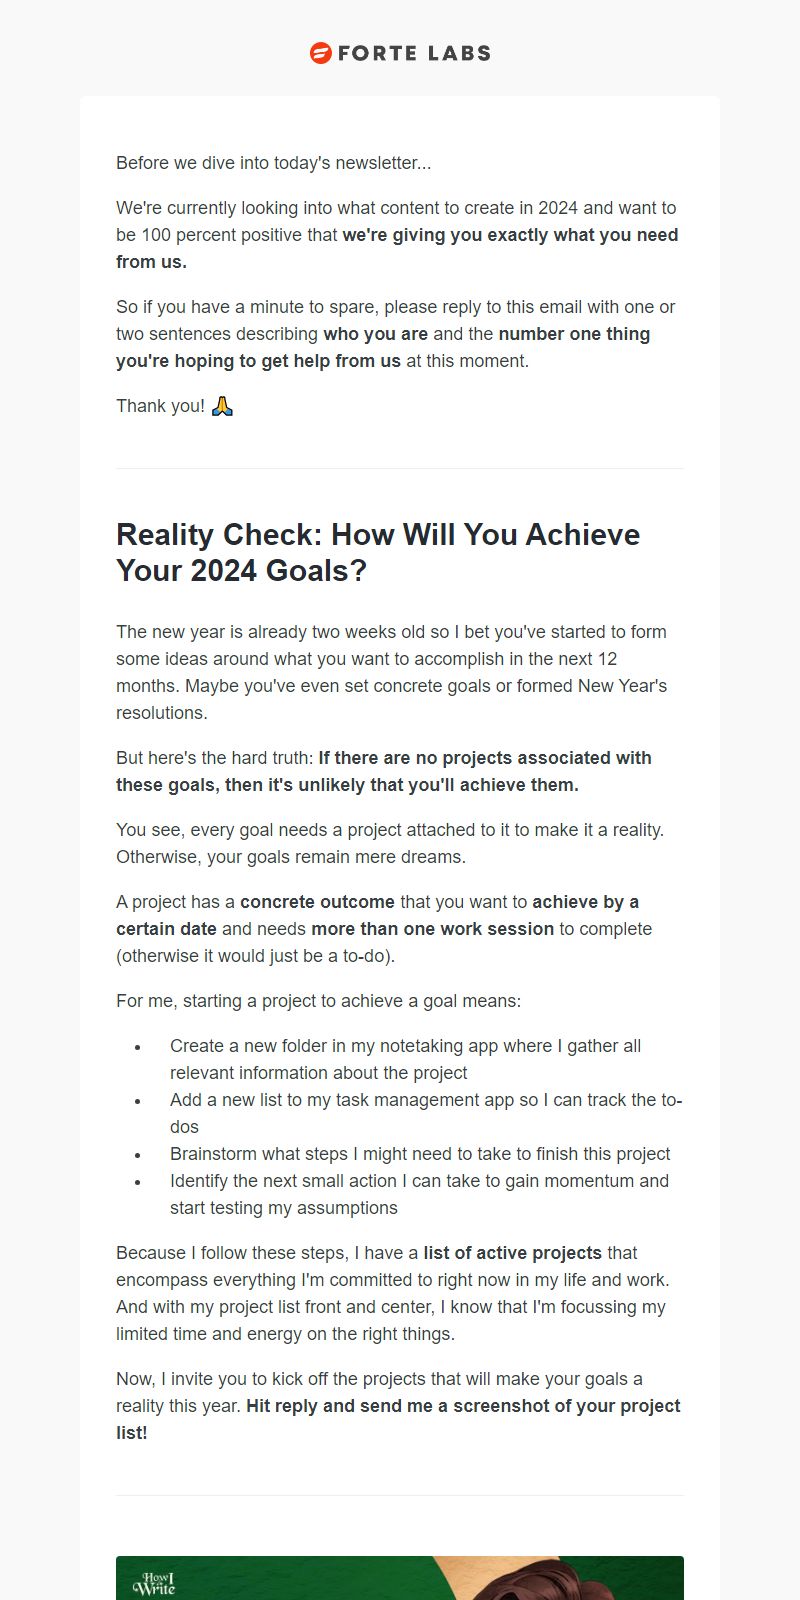 FORTE LABS
Before we dive into today's newsletter...
We're currently looking into what content to create in 2024 and want to
be 100 percent positive that we're giving you exactly what you need
from us.
So if you have a minute to spare, please reply to this email with one or
two sentences describing who you are and the number one thing
you're hoping to get help from us at this moment.
Thank you! 🙏
Reality Check: How Will You Achieve
Your 2024 Goals?
The new year is already two weeks old so I bet you've started to form
some ideas around what you want to accomplish in the next 12
months. Maybe you've even set concrete goals or formed New Year's
resolutions.
But here's the hard truth: If there are no projects associated with
these goals, then it's unlikely that you'll achieve them.
You see, every goal needs a project attached to it to make it a reality.
Otherwise, your goals remain mere dreams.
A project has a concrete outcome that you want to achieve by a
certain date and needs more than one work session to complete
(otherwise it would just be a to-do).
For me, starting a project to achieve a goal means:
• Create a new folder in my notetaking app where I gather all
relevant information about the project
• Add a new list to my task management app so I can track the to-
dos
• Brainstorm what steps I might need to take to finish this project
• Identify the next small action I can take to gain momentum and
start testing my assumptions
Because I follow these steps, I have a list of active projects that
encompass everything I'm committed to right now in my life and work.
And with my project list front and center, I know that I'm focussing my
limited time and energy on the right things.
Now, I invite you to kick off the projects that will make your goals a
reality this year. Hit reply and send me a screenshot of your project
list!
How I
Write